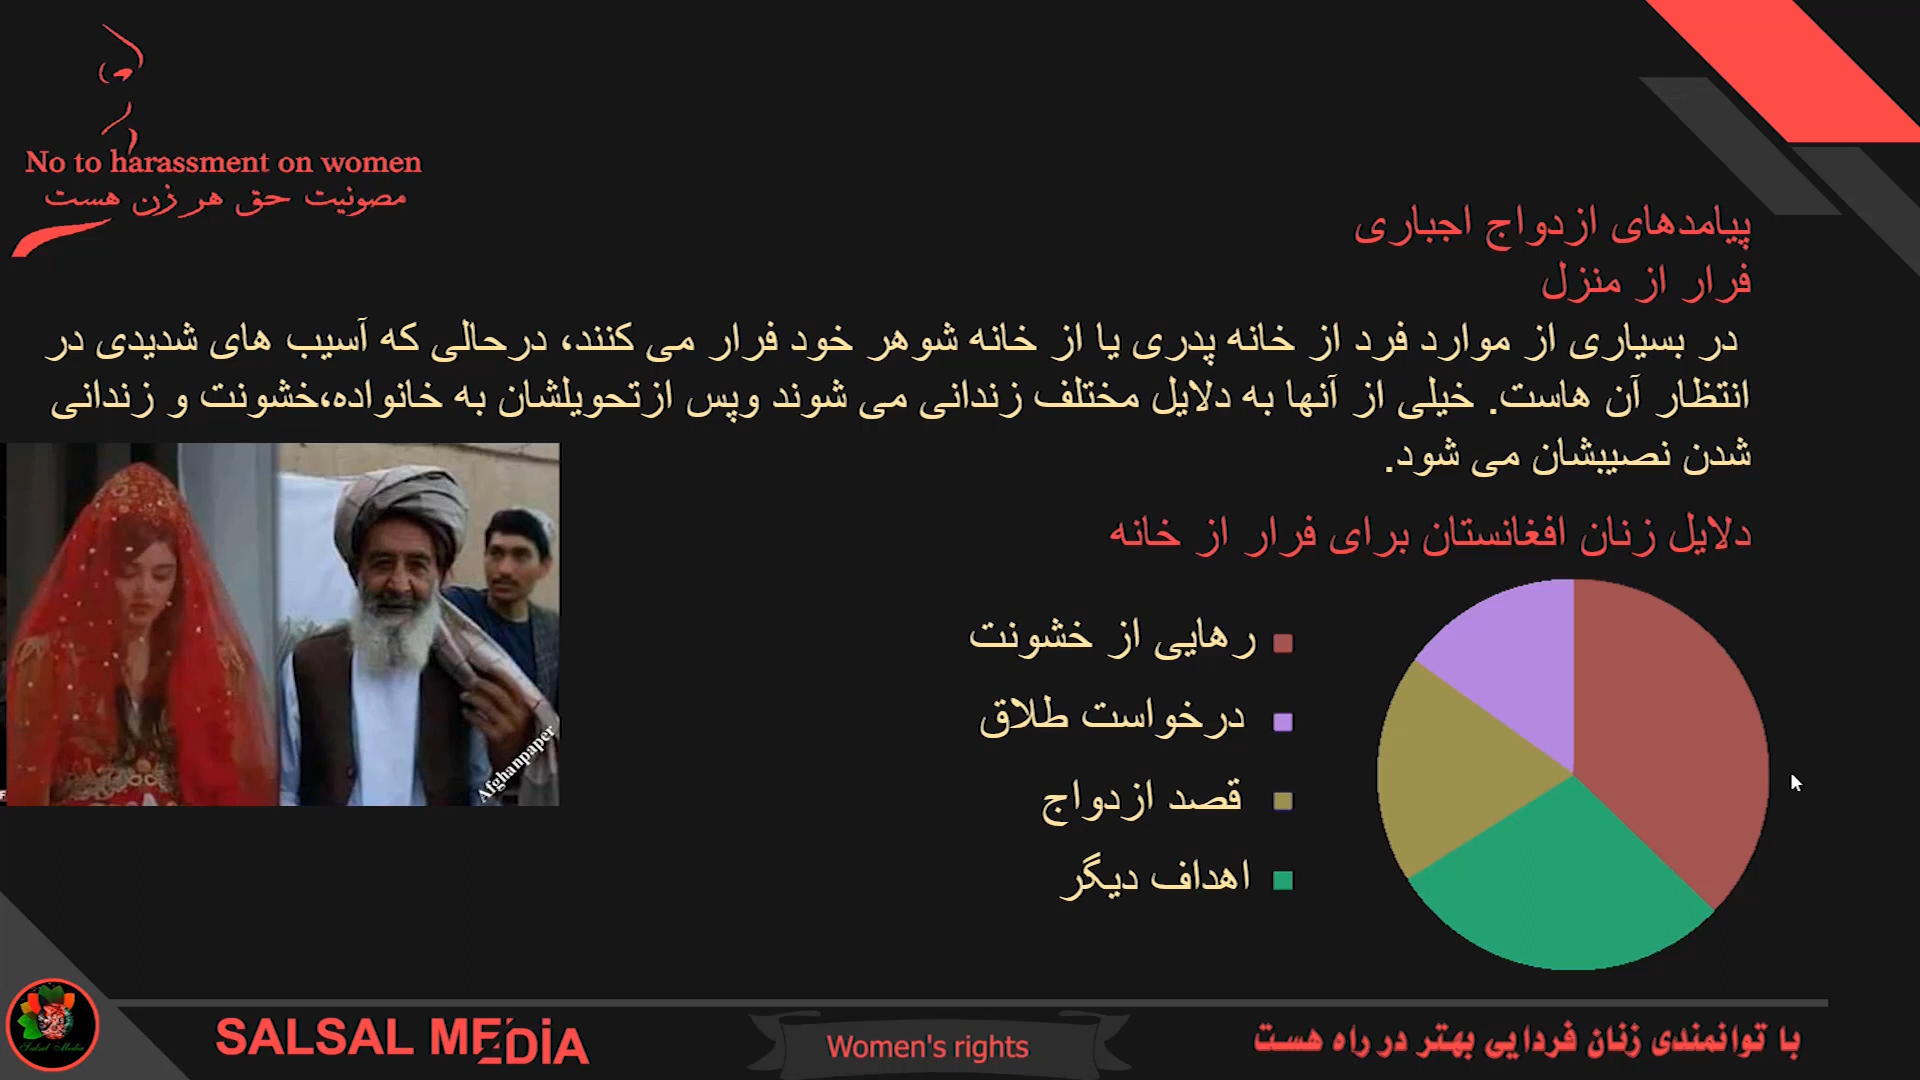 No to harassment on women
مصونیت حق هر زن هست
پیامدهای ازدواج اجباری
فرار از منزل
در بسیاری از موارد فرد از خانه پدری یا از خانه شوهر خود فرار می کنند، درحالی که آسیب های شدیدی در
انتظار آن هاست. خیلی از آنها به دلایل مختلف زندانی می شوند وپس ازتحویلشان به خانواده،خشونت و زندانی
شدن نصیبشان می شود.
دلایل زنان افغانستان برای فرار از خانه
رهایی از خشونت
درخواست طلاق
قصد ازدواج
اهداف دیگر
Afghanpaper
Salsal Media
SALSAL MEDiA
Women's rights
با توانمندی زنان فردایی بهتر در راه هست